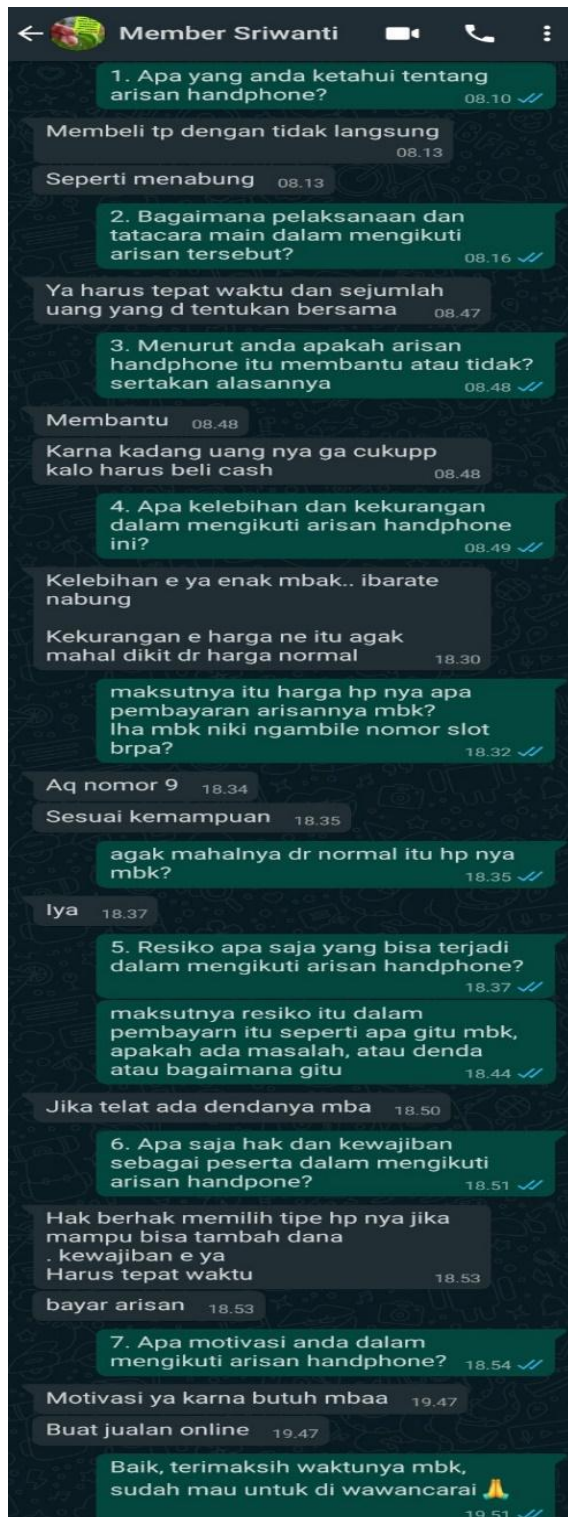 Member Sriwanti
1. Apa yang anda ketahui tentang
arisan handphone?
08.10
Membeli tp dengan tidak langsung
08.13
Seperti menabung 08.13
2. Bagaimana pelaksanaan dan
tatacara main dalam mengikuti
arisan tersebut?
08.16
Ya harus tepat waktu dan sejumlah
uang yang d tentukan bersama 08.47
3. Menurut anda apakah arisan
handphone itu membantu atau tidak?
sertakan alasannya 08.48
Membantu 08.48
Karna kadang uang nya ga cukupp
kalo harus beli cash 08.48
4. Apa kelebihan dan kekurangan
dalam mengikuti arisan handphone
ini? 08.49
Kelebihan e ya enak mbak.. ibarate
nabung
Kekurangan e harga ne itu agak
mahal dikit dr harga normal 18.30
maksutnya itu harga hp nya apa
pembayaran arisannya mbk?
lha mbk niki ngambile nomor slot
brpa? 18.32
Aq nomor 9 18.34
Sesuai kemampuan 18.35
agak mahalnya dr normal itu hp nya
mbk? 18.35
Iya 18.37
5. Resiko apa saja yang bisa terjadi
dalam mengikuti arisan handphone?
18.37
maksutnya resiko itu dalam
pembayarn itu seperti apa gitu mbk,
apakah ada masalah, atau denda
atau bagaimana gitu 18.44
Jika telat ada dendanya mba 18.50
6. Apa saja hak dan kewajiban
sebagai peserta dalam mengikuti
arisan handpone? 18.51
Hak berhak memilih tipe hp nya jika
mampu bisa tambah dana
. kewajiban e ya
Harus tepat waktu 18.53
bayar arisan 18.53
7. Apa motivasi anda dalam
mengikuti arisan handphone? 18.54
Motivasi ya karna butuh mbaa 19.47
Buat jualan online 19.47
Baik, terimaksih waktunya mbk,
sudah mau untuk di wawancarai 🙏
19.51